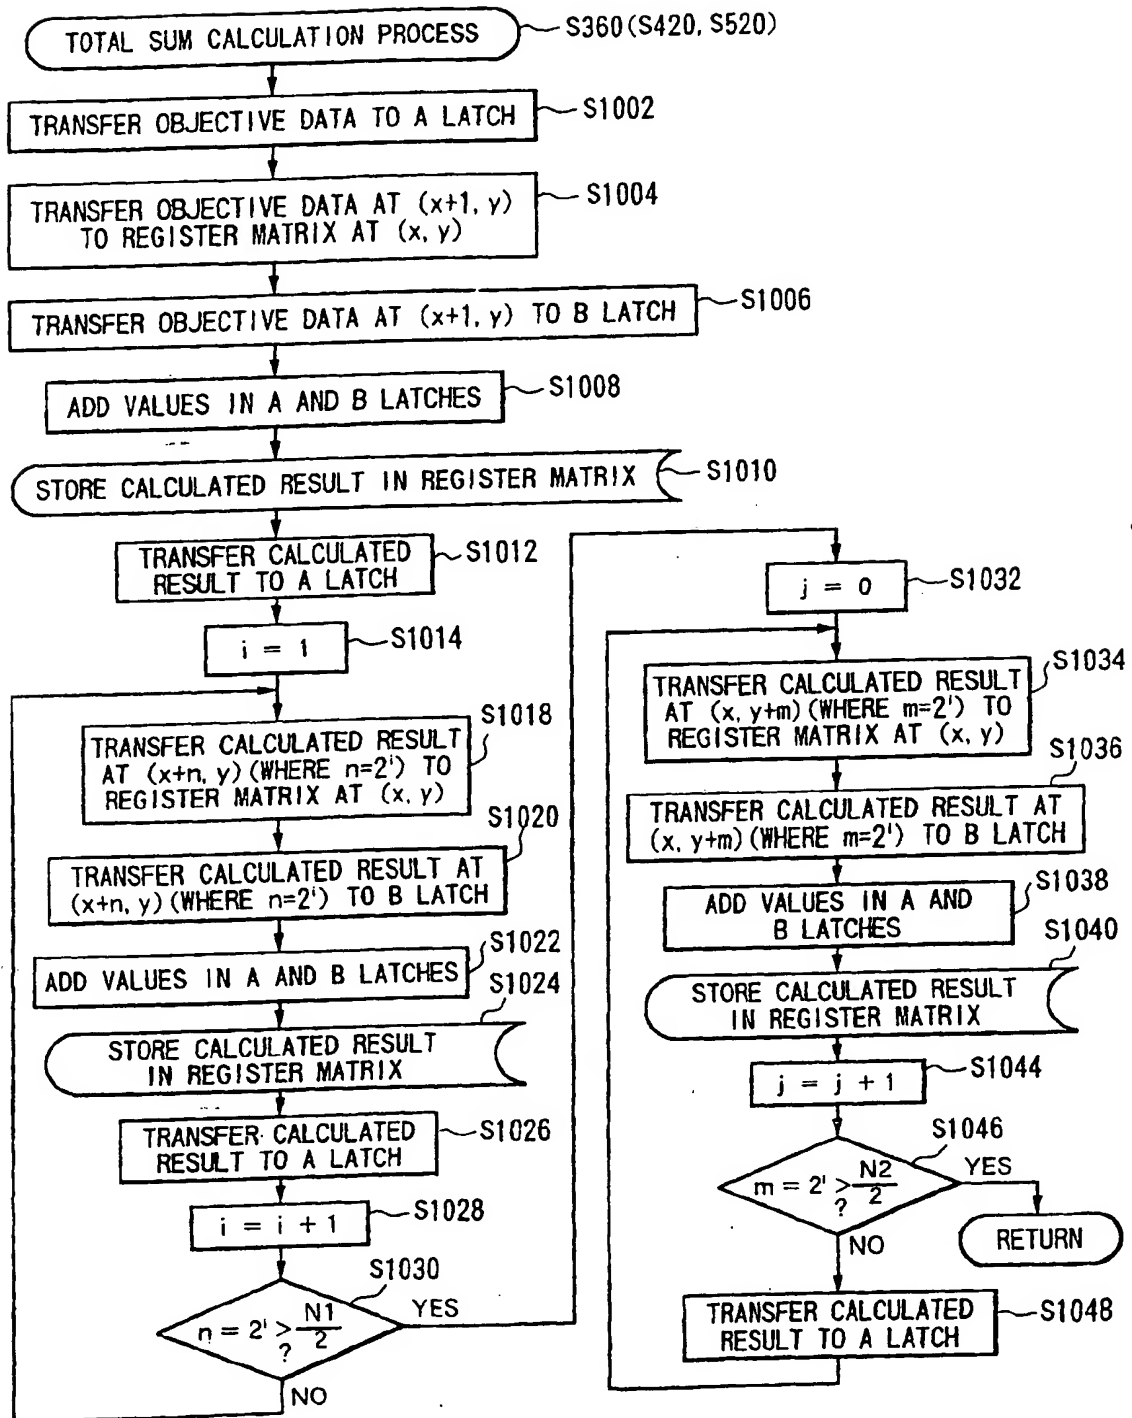 TOTAL SUM CALCULATION PROCESS
S360(S420, S520)
TRANSFER OBJECTIVE DATA TO A LATCH
S1002
TRANSFER OBJECTIVE DATA AT (x+1, y)
TO REGISTER MATRIX AT (x, y)
S1004
TRANSFER OBJECTIVE DATA AT (x+1, y) TO B LATCH
S1006
ADD VALUES IN A AND B LATCHES
S1008
STORE CALCULATED RESULT IN REGISTER MATRIX
S1010
TRANSFER CALCULATED
RESULT TO A LATCH
S1012
i = 1
S1014
TRANSFER CALCULATED RESULT
AT (x+n, y)(WHERE n=2ⁱ) TO
REGISTER MATRIX AT (x, y)
S1018
TRANSFER CALCULATED RESULT AT
(x+n, y)(WHERE n=2ⁱ) TO B LATCH
S1020
ADD VALUES IN A AND B LATCHES
S1022
STORE CALCULATED RESULT
IN REGISTER MATRIX
S1024
TRANSFER CALCULATED
RESULT TO A LATCH
S1026
i = i + 1
S1028
n = 2ⁱ > N1/2
?
S1030
YES
NO
j = 0
S1032
TRANSFER CALCULATED RESULT
AT (x, y+m)(WHERE m=2ⁱ) TO
REGISTER MATRIX AT (x, y)
S1034
TRANSFER CALCULATED RESULT AT
(x, y+m)(WHERE m=2ⁱ) TO B LATCH
S1036
ADD VALUES IN A AND
B LATCHES
S1038
STORE CALCULATED RESULT
IN REGISTER MATRIX
S1040
j = j + 1
S1044
m = 2ⁱ > N2/2
?
S1046
YES
RETURN
NO
TRANSFER CALCULATED
RESULT TO A LATCH
S1048